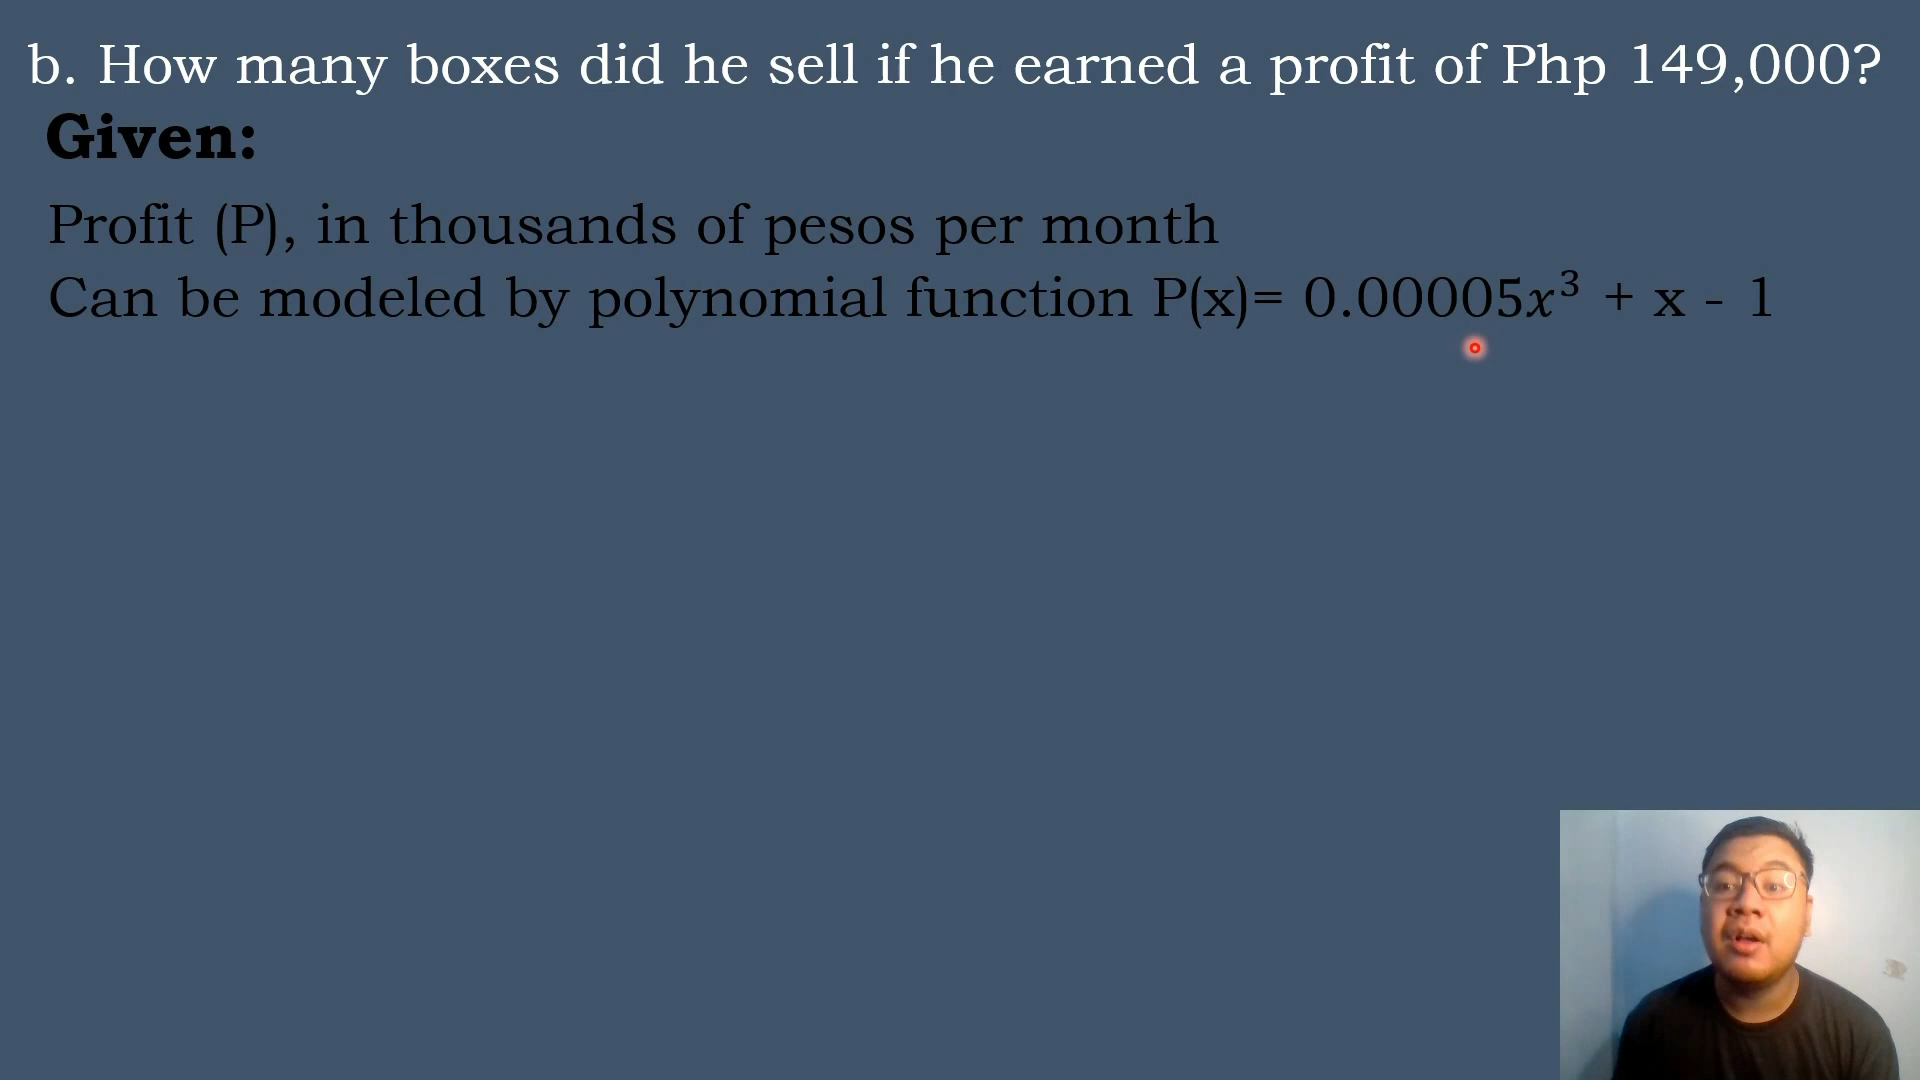 b. How many boxes did he sell if he earned a profit of Php 149,000?
Given:
Profit (P), in thousands of pesos per month
Can be modeled by polynomial function P(x)= 0.00005𝑥³ + x - 1